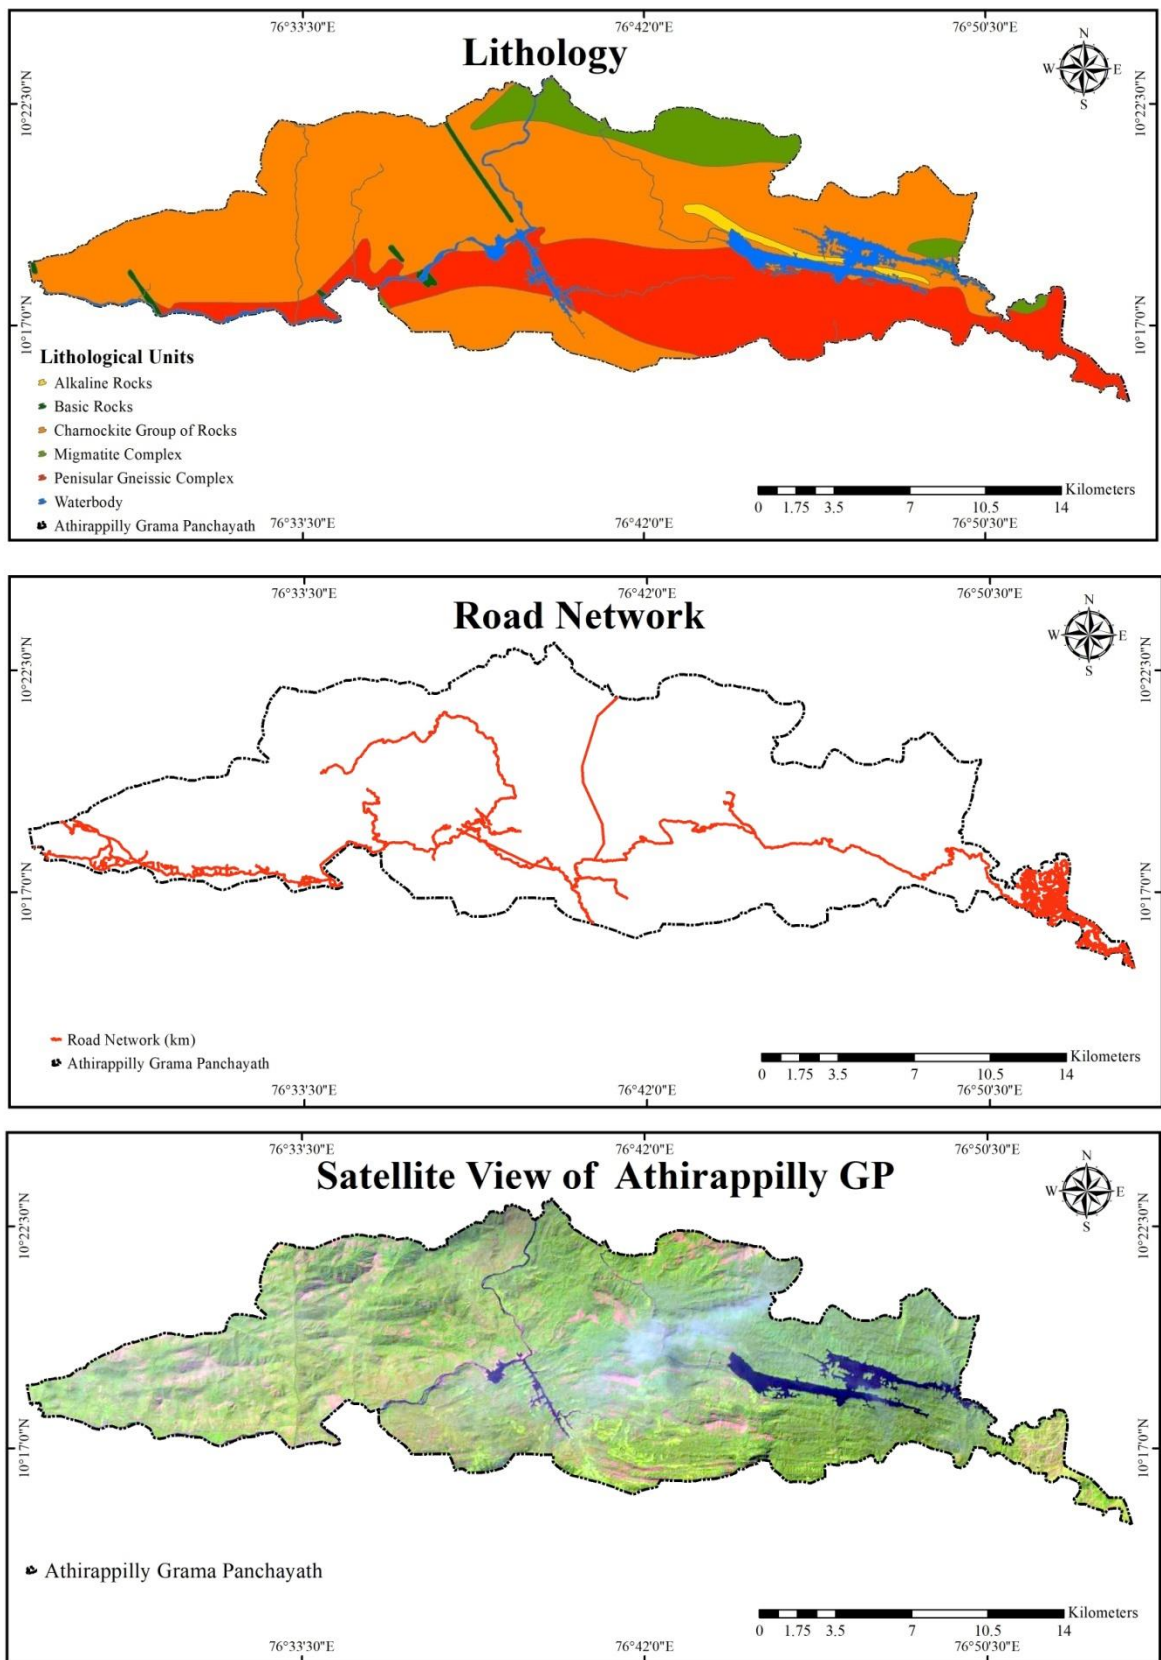 76°33'30"E 76°42'0"E 76°50'30"E
Lithology
N
W E
S
10°22'30"N 10°22'30"N
10°17'0"N 10°17'0"N
Lithological Units
Alkaline Rocks
Basic Rocks
Charnockite Group of Rocks
Migmatite Complex
Penisular Gneissic Complex
Waterbody
Athirappilly Grama Panchayath
Kilometers
0 1.75 3.5 7 10.5 14
76°33'30"E 76°42'0"E 76°50'30"E
76°33'30"E 76°42'0"E 76°50'30"E
Road Network
N
W E
S
10°22'30"N 10°22'30"N
10°17'0"N 10°17'0"N
Road Network (km)
Athirappilly Grama Panchayath
Kilometers
0 1.75 3.5 7 10.5 14
76°33'30"E 76°42'0"E 76°50'30"E
76°33'30"E 76°42'0"E 76°50'30"E
Satellite View of Athirappilly GP
N
W E
S
10°22'30"N 10°22'30"N
10°17'0"N 10°17'0"N
Athirappilly Grama Panchayath
Kilometers
0 1.75 3.5 7 10.5 14
76°33'30"E 76°42'0"E 76°50'30"E